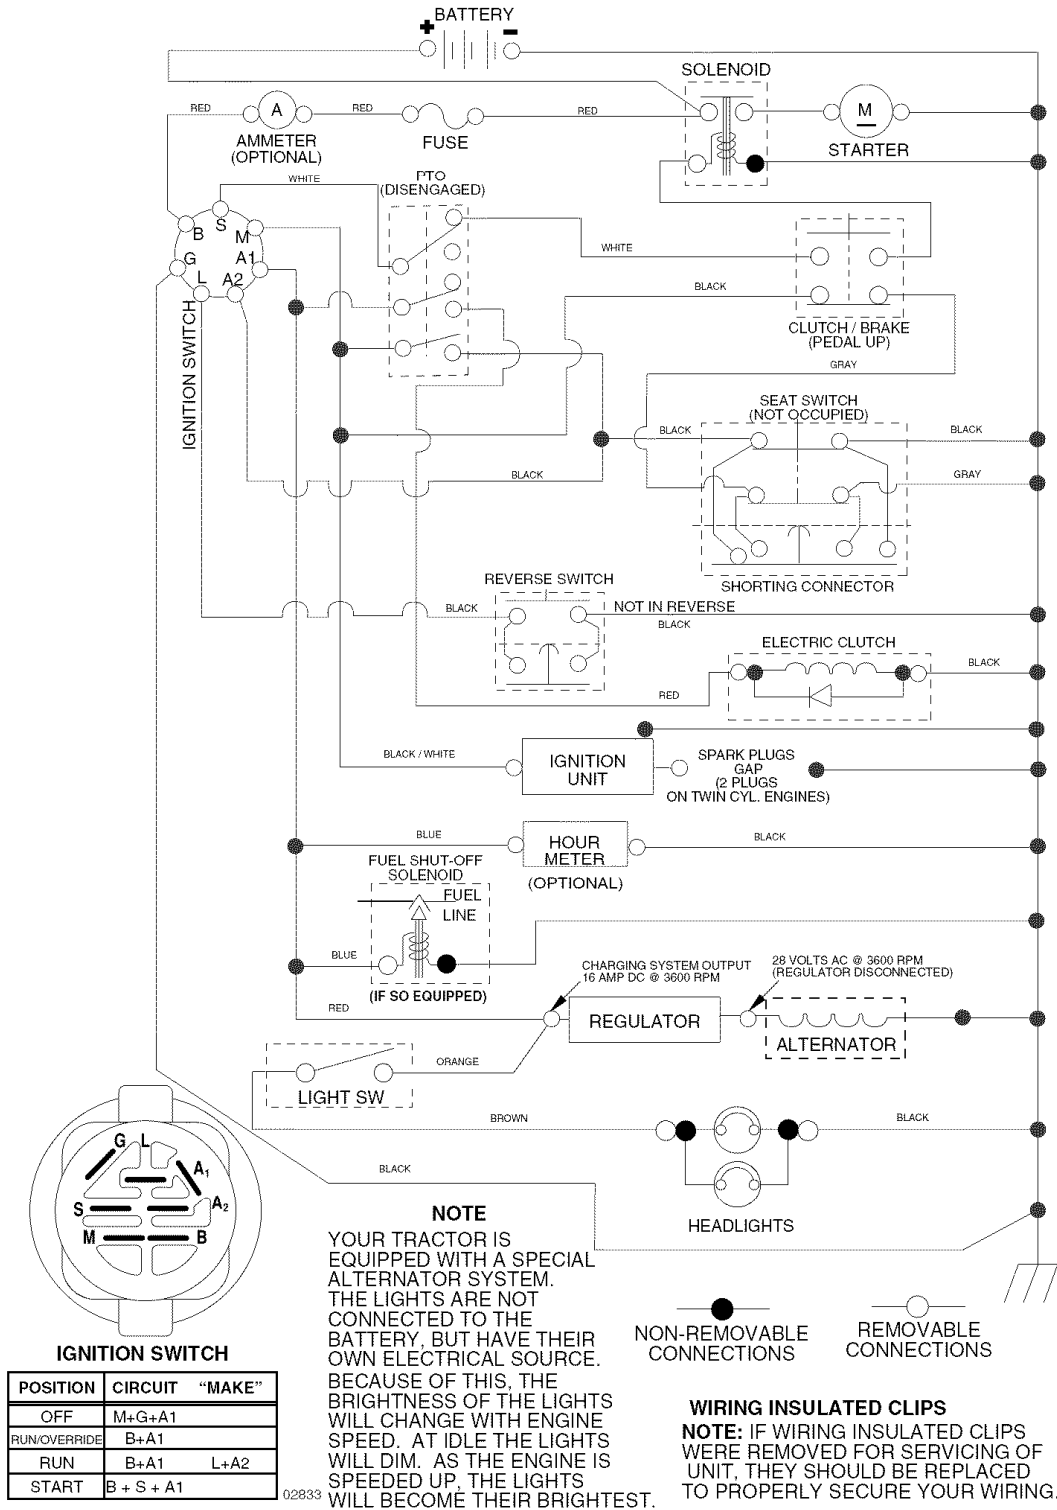 BATTERY
+ -
SOLENOID
RED
A
RED
RED
M
AMMETER
(OPTIONAL)
FUSE
STARTER
WHITE
PTO
(DISENGAGED)
B
S
M
G
A1
L
A2
WHITE
BLACK
IGNITION SWITCH
CLUTCH / BRAKE
(PEDAL UP)
GRAY
SEAT SWITCH
(NOT OCCUPIED)
BLACK
BLACK
BLACK
GRAY
SHORTING CONNECTOR
REVERSE SWITCH
BLACK
NOT IN REVERSE
BLACK
ELECTRIC CLUTCH
BLACK
RED
BLACK / WHITE
IGNITION
UNIT
SPARK PLUGS
GAP
(2 PLUGS
ON TWIN CYL. ENGINES)
BLUE
HOUR
METER
BLACK
(OPTIONAL)
FUEL SHUT-OFF
SOLENOID
FUEL
LINE
BLUE
(IF SO EQUIPPED)
CHARGING SYSTEM OUTPUT
16 AMP DC @ 3600 RPM
28 VOLTS AC @ 3600 RPM
(REGULATOR DISCONNECTED)
RED
REGULATOR
ALTERNATOR
ORANGE
LIGHT SW
BROWN
BLACK
BLACK
HEADLIGHTS
G L
A1
S
A2
M
B
IGNITION SWITCH
POSITION CIRCUIT "MAKE"
OFF M+G+A1
RUN/OVERRIDE B+A1
RUN B+A1 L+A2
START B + S + A1
02833
NOTE
YOUR TRACTOR IS
EQUIPPED WITH A SPECIAL
ALTERNATOR SYSTEM.
THE LIGHTS ARE NOT
CONNECTED TO THE
BATTERY, BUT HAVE THEIR
OWN ELECTRICAL SOURCE.
BECAUSE OF THIS, THE
BRIGHTNESS OF THE LIGHTS
WILL CHANGE WITH ENGINE
SPEED. AT IDLE THE LIGHTS
WILL DIM. AS THE ENGINE IS
SPEEDED UP, THE LIGHTS
WILL BECOME THEIR BRIGHTEST.
NON-REMOVABLE
CONNECTIONS
REMOVABLE
CONNECTIONS
WIRING INSULATED CLIPS
NOTE: IF WIRING INSULATED CLIPS
WERE REMOVED FOR SERVICING OF
UNIT, THEY SHOULD BE REPLACED
TO PROPERLY SECURE YOUR WIRING.